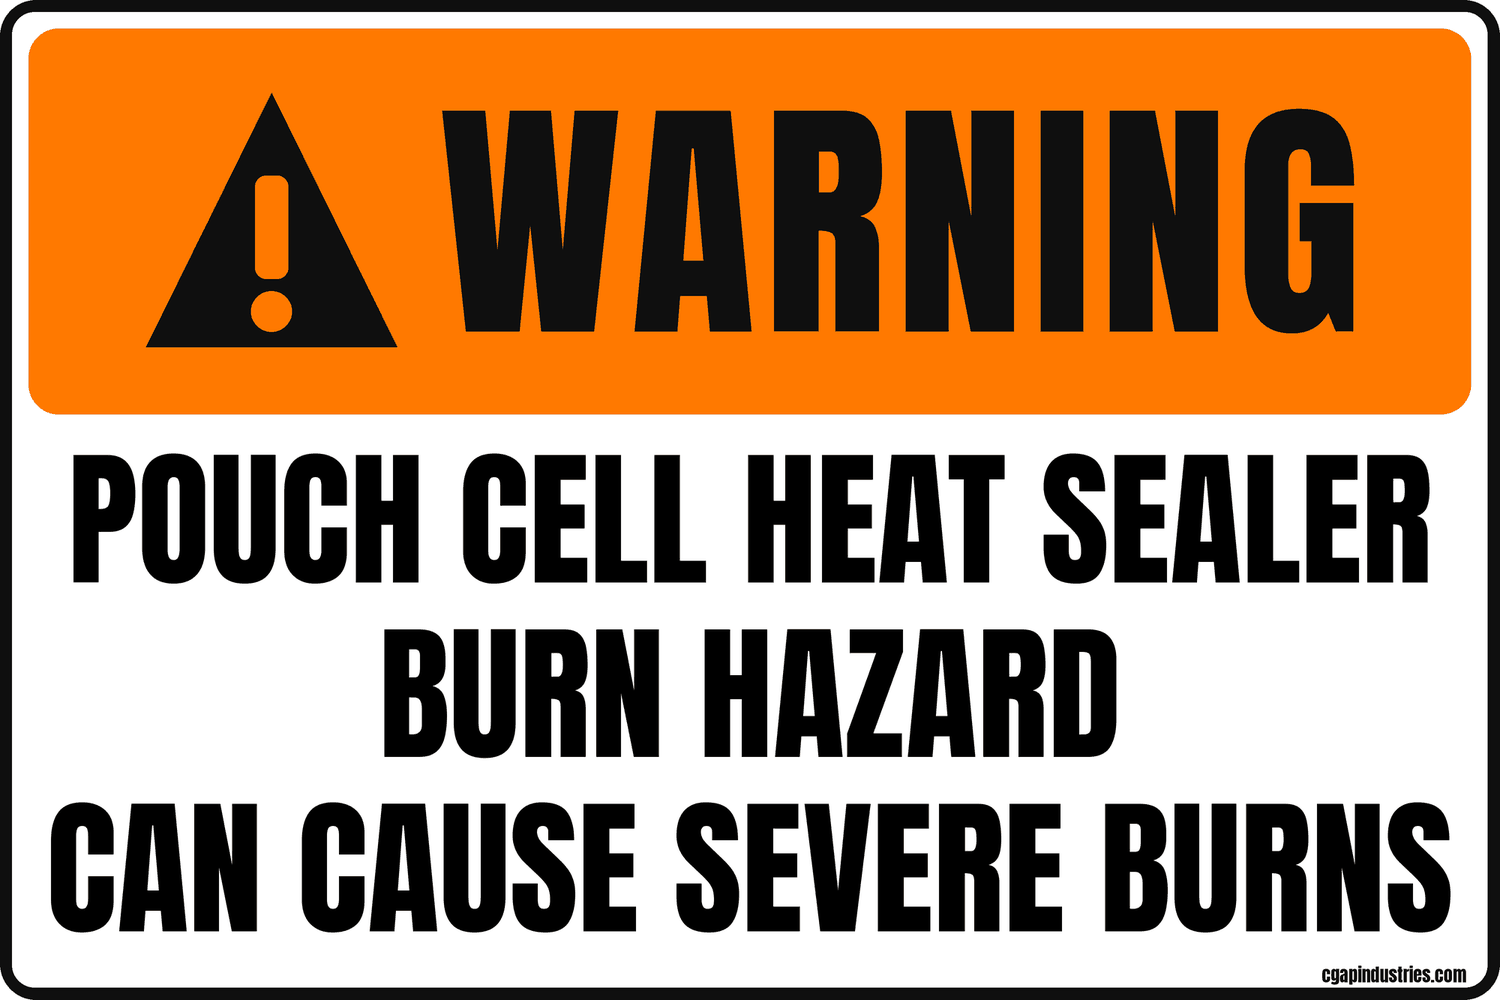 WARNING
POUCH CELL HEAT SEALER
BURN HAZARD
CAN CAUSE SEVERE BURNS
cgapindustries.com